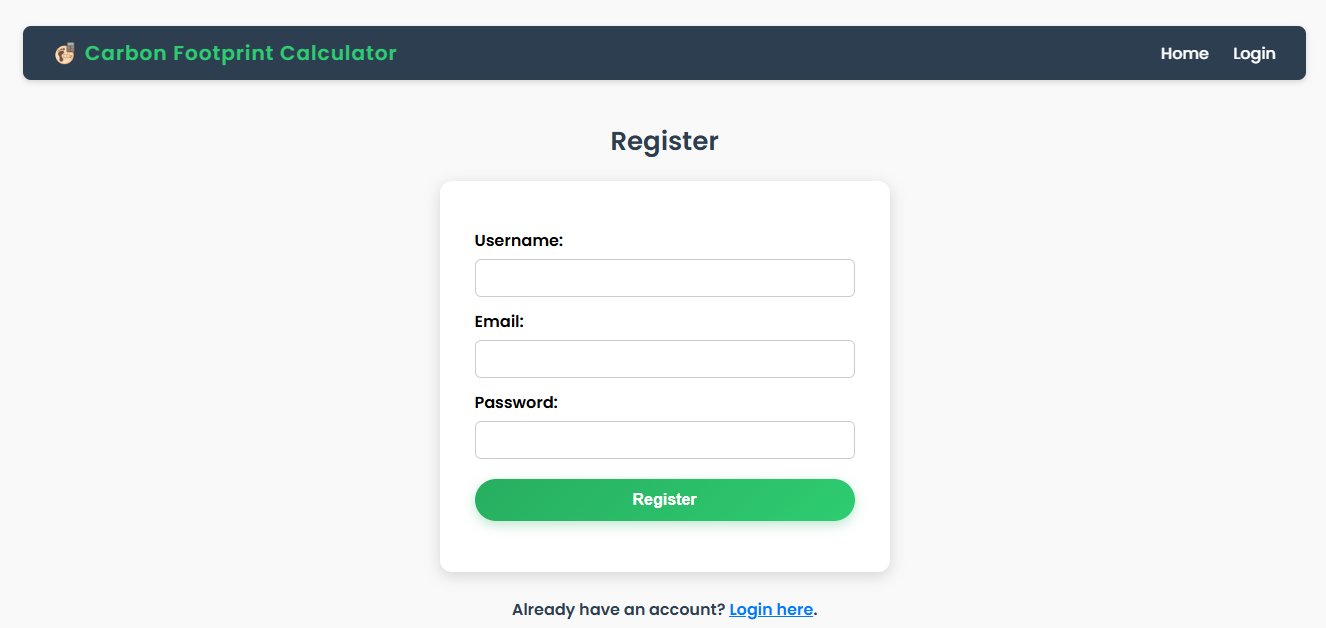 Carbon Footprint Calculator
Home
Login
Register
Username:
Email:
Password:
Register
Already have an account? Login here.